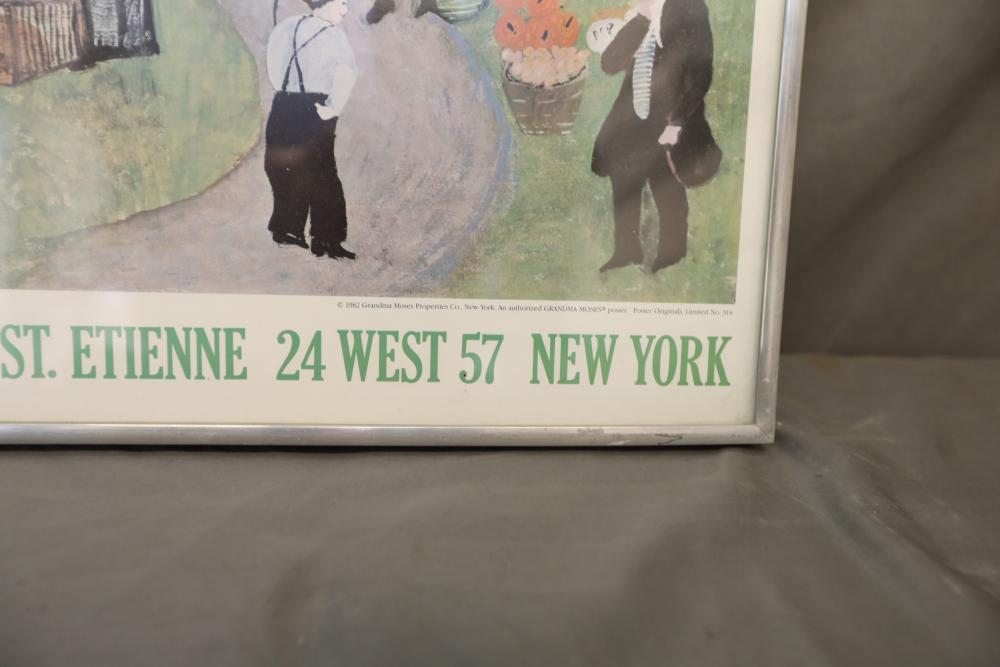 © 1982 Grandma Moses Properties Co., New York. An authorized GRANDMA MOSES® poster Poster Originals, Limited No. 314
ST. ETIENNE 24 WEST 57 NEW YORK